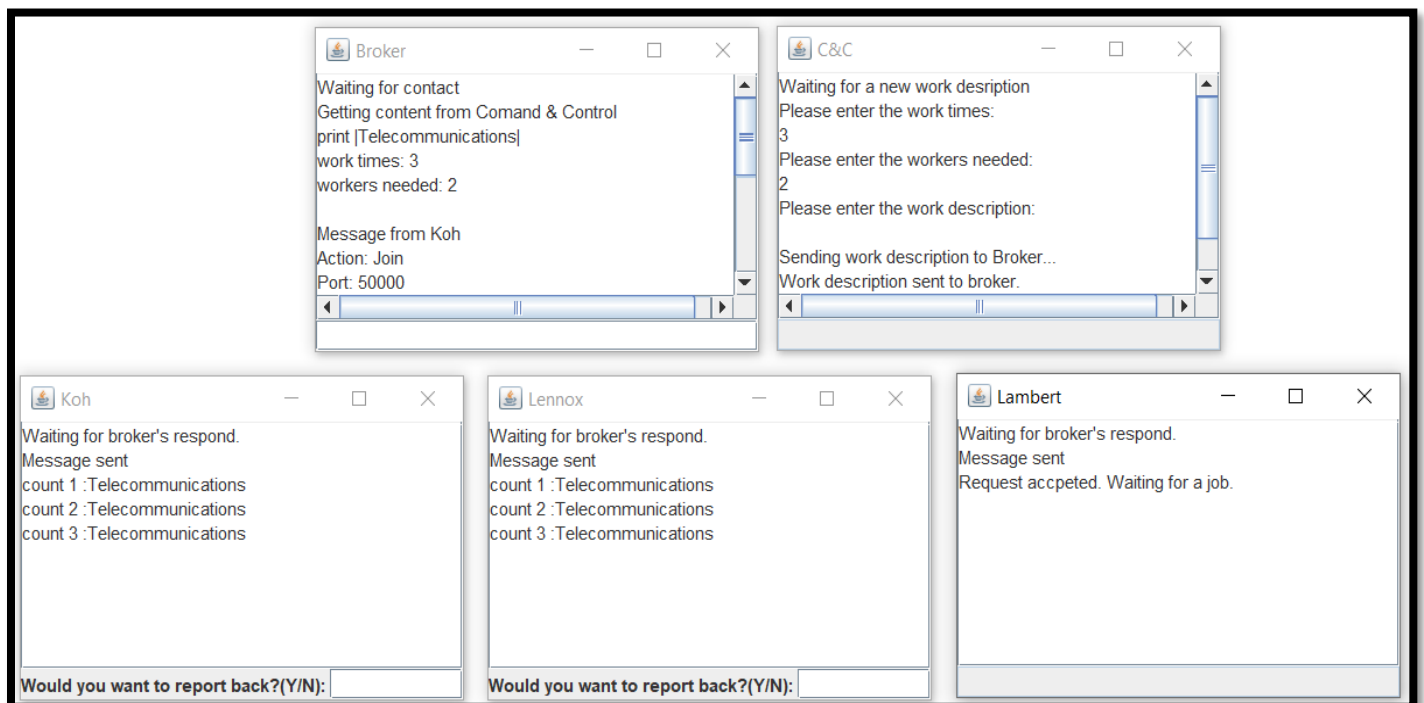 Broker
Waiting for contact
Getting content from Comand & Control
print |Telecommunications|
work times: 3
workers needed: 2
Message from Koh
Action: Join
Port: 50000
C&C
Waiting for a new work desription
Please enter the work times:
3
Please enter the workers needed:
2
Please enter the work description:
Sending work description to Broker...
Work description sent to broker.
Koh
Waiting for broker's respond.
Message sent
count 1 :Telecommunications
count 2 :Telecommunications
count 3 :Telecommunications
Would you want to report back?(Y/N):
Lennox
Waiting for broker's respond.
Message sent
count 1 :Telecommunications
count 2 :Telecommunications
count 3 :Telecommunications
Would you want to report back?(Y/N):
Lambert
Waiting for broker's respond.
Message sent
Request accpeted. Waiting for a job.